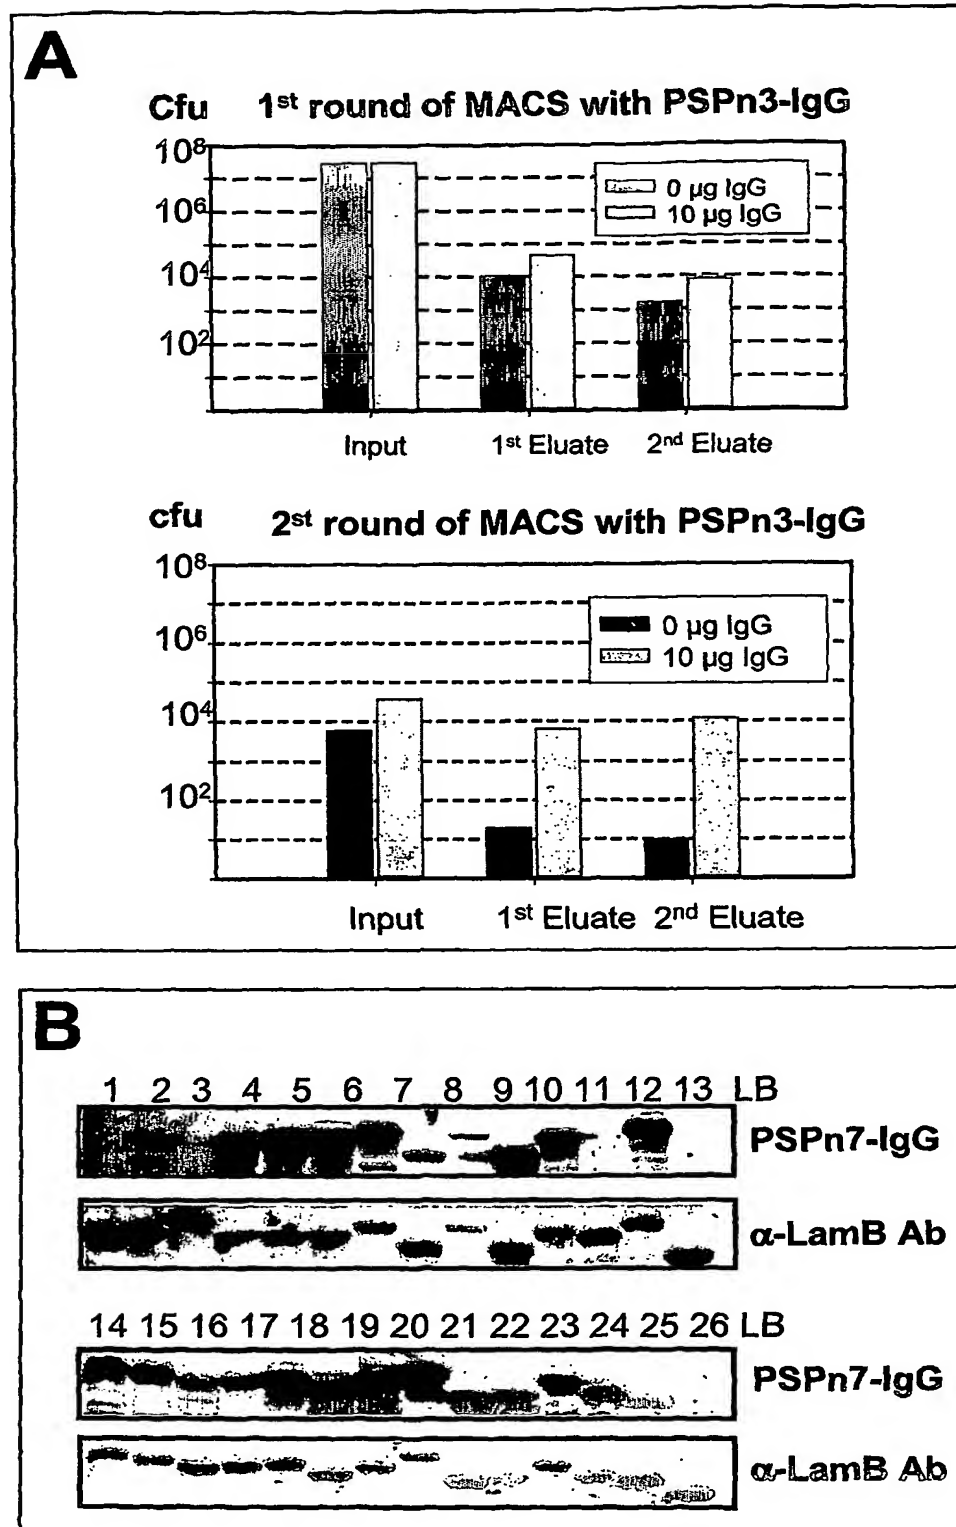 A
Cfu 1st round of MACS with PSPn3-IgG
10^8
10^6
10^4
10^2
0 µg IgG
10 µg IgG
Input 1st Eluate 2nd Eluate
cfu 2st round of MACS with PSPn3-IgG
10^8
10^6
10^4
10^2
0 µg IgG
10 µg IgG
Input 1st Eluate 2nd Eluate
B
1 2 3 4 5 6 7 8 9 10 11 12 13 LB
PSPn7-IgG
α-LamB Ab
14 15 16 17 18 19 20 21 22 23 24 25 26 LB
PSPn7-IgG
α-LamB Ab